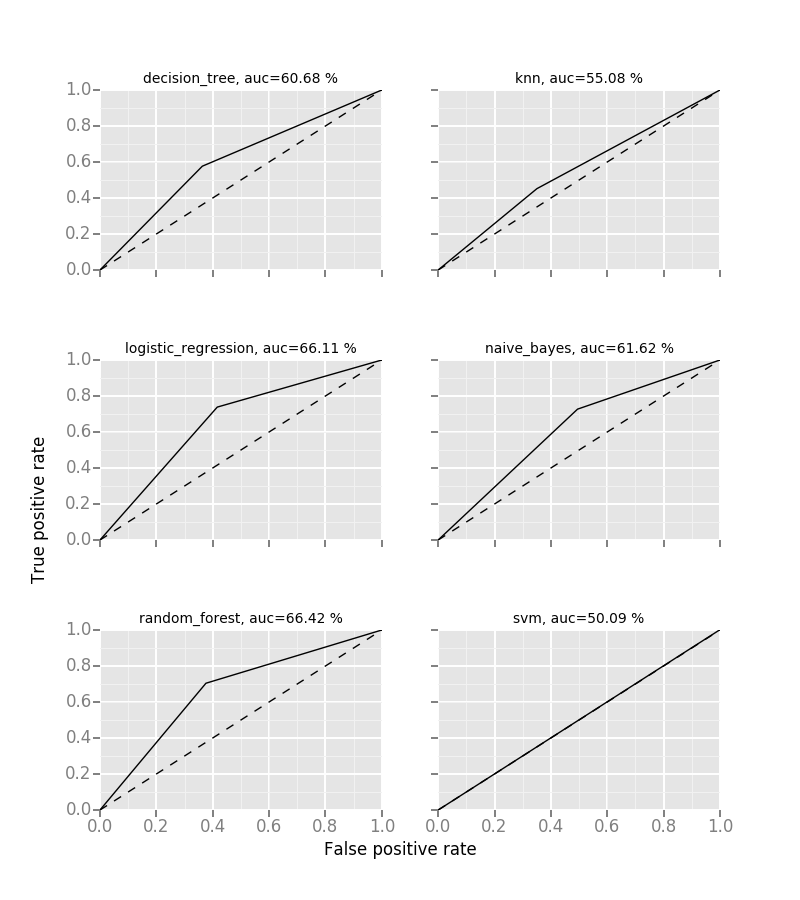 decision_tree, auc=60.68 %
knn, auc=55.08 %
1.0
0.8
0.6
0.4
0.2
0.0
logistic_regression, auc=66.11 %
naive_bayes, auc=61.62 %
1.0
0.8
0.6
0.4
0.2
0.0
True positive rate
random_forest, auc=66.42 %
svm, auc=50.09 %
1.0
0.8
0.6
0.4
0.2
0.0
0.0 0.2 0.4 0.6 0.8 1.0
0.0 0.2 0.4 0.6 0.8 1.0
False positive rate